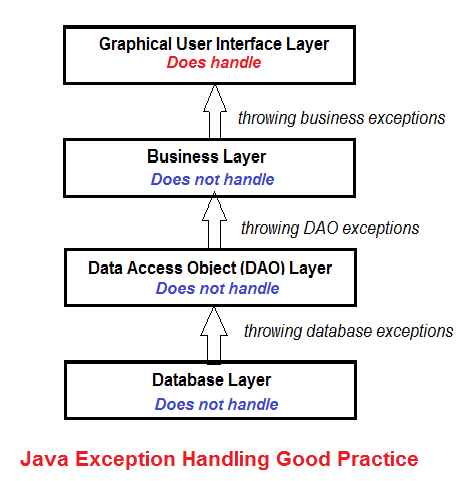 Graphical User Interface Layer
Does handle
throwing business exceptions
Business Layer
Does not handle
throwing DAO exceptions
Data Access Object (DAO) Layer
Does not handle
throwing database exceptions
Database Layer
Does not handle
Java Exception Handling Good Practice